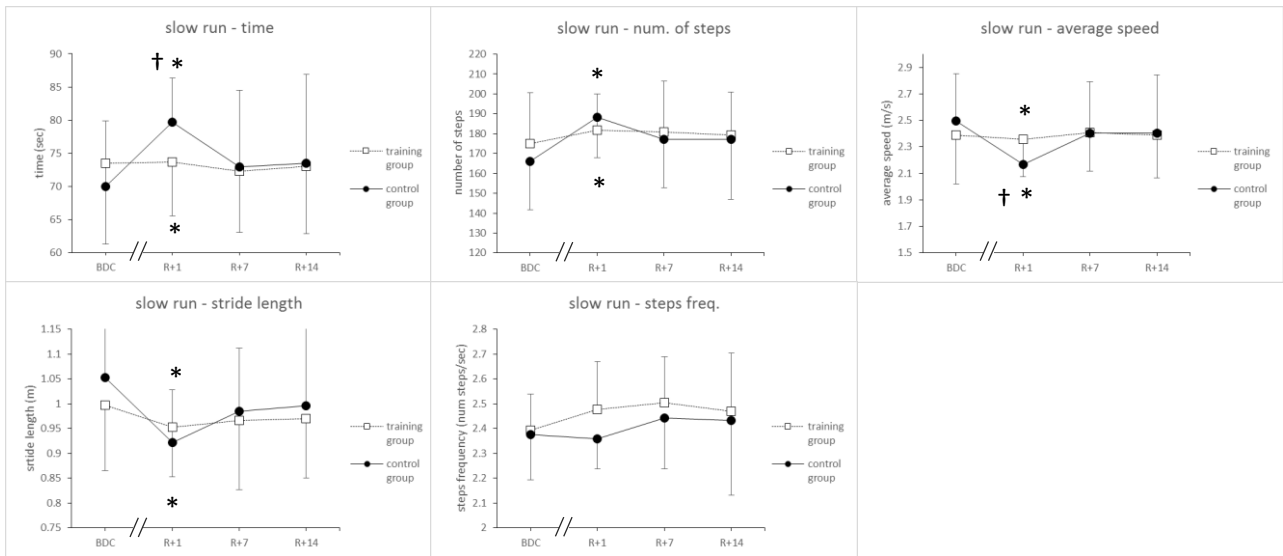 slow run - time
† *
90
85
80
75
70
65
60
time (sec)
*
BDC
R+1
R+7
R+14
training
group
control
group
slow run - num. of steps
*
220
210
200
190
180
170
160
150
140
130
120
number of steps
*
BDC
R+1
R+7
R+14
training
group
control
group
slow run - average speed
2.9
2.7
2.5
2.3
2.1
1.9
1.7
1.5
average speed (m/s)
*
† *
BDC
R+1
R+7
R+14
training
group
control
group
slow run - stride length
1.15
1.1
1.05
1
0.95
0.9
0.85
0.8
0.75
srtide length (m)
*
*
BDC
R+1
R+7
R+14
training
group
control
group
slow run - steps freq.
2.8
2.7
2.6
2.5
2.4
2.3
2.2
2.1
2
steps frequency (num steps/sec)
BDC
R+1
R+7
R+14
training
group
control
group